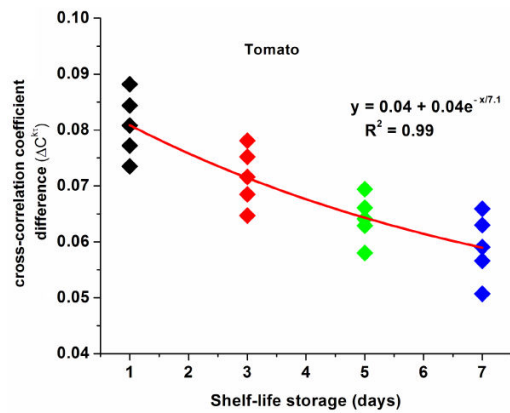 0.10
0.09
0.08
0.07
0.06
0.05
0.04
cross-correlation coefficient
difference (ΔC^kτ)
Tomato
y = 0.04 + 0.04e^-x/7.1
R² = 0.99
1 2 3 4 5 6 7
Shelf-life storage (days)